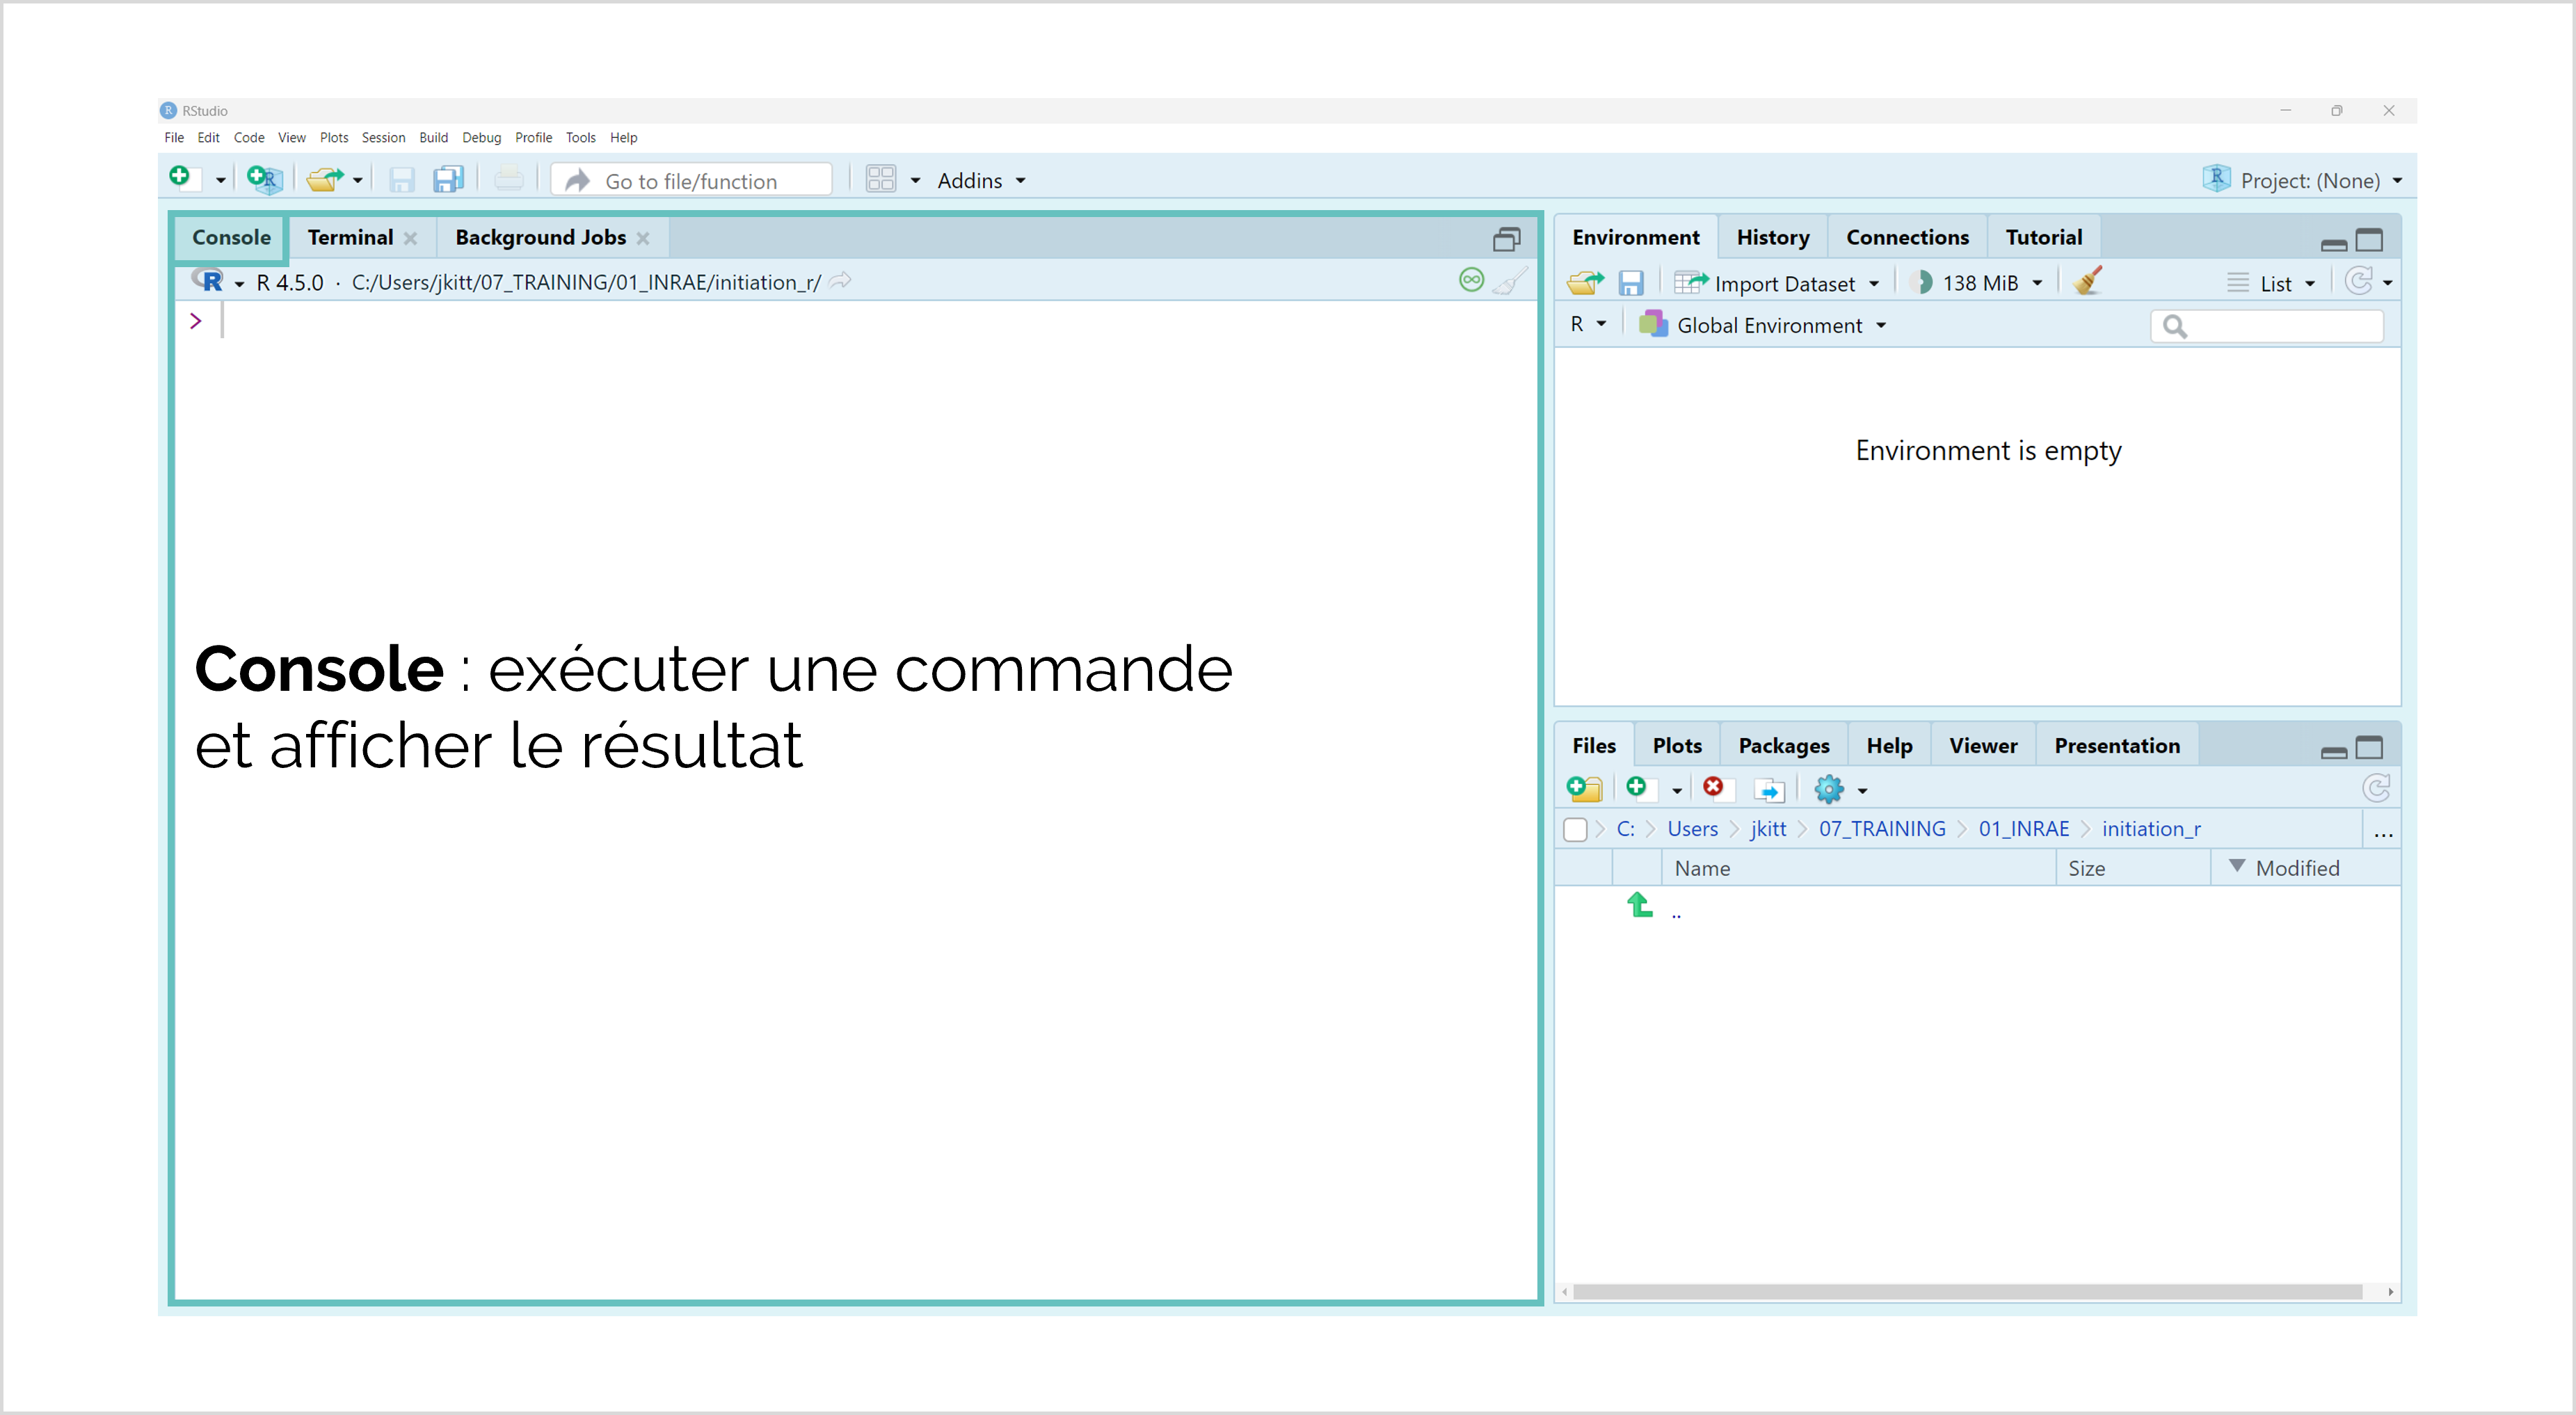 RStudio
File Edit Code View Plots Session Build Debug Profile Tools Help
Go to file/function Addins Project: (None)
Console Terminal Background Jobs
R 4.5.0 · C:/Users/jkitt/07_TRAINING/01_INRAE/initiation_r/
>
Console : exécuter une commande
et afficher le résultat
Environment History Connections Tutorial
Import Dataset 138 MiB List
R Global Environment
Environment is empty
Files Plots Packages Help Viewer Presentation
C: Users jkitt 07_TRAINING 01_INRAE initiation_r ...
Name Size Modified
..